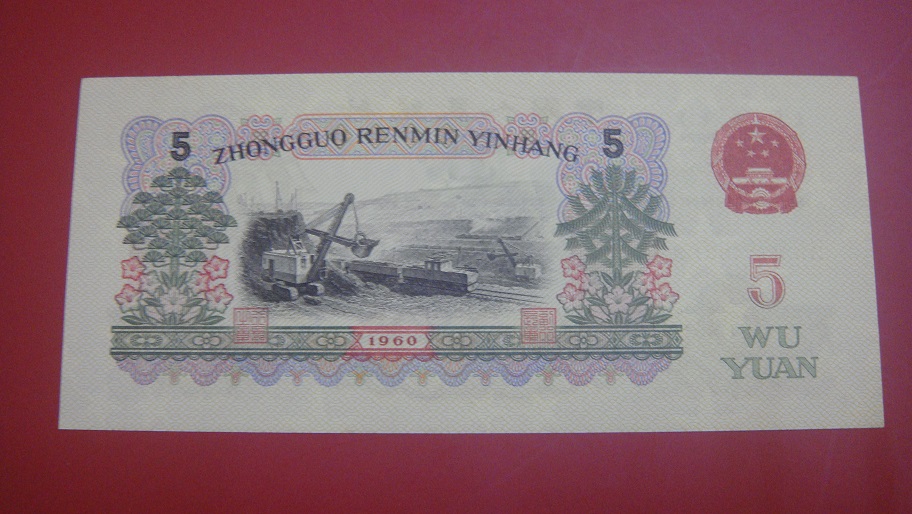 5 ZHONGGUO RENMIN YINHANG 5
1960
5
WU
YUAN